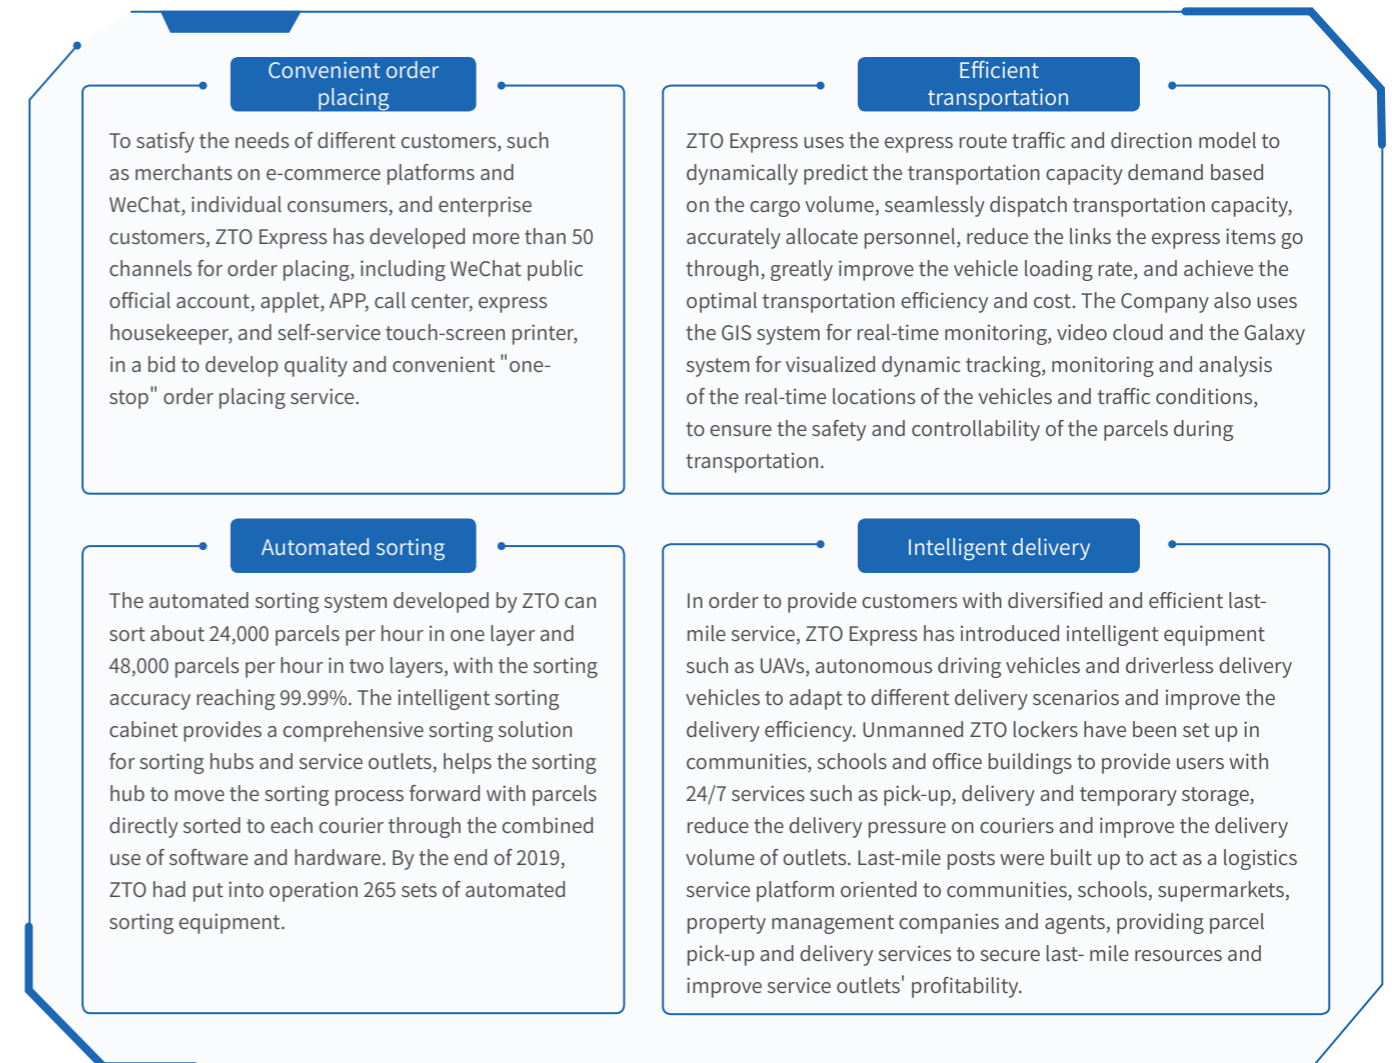 Convenient order
placing
To satisfy the needs of different customers, such
as merchants on e-commerce platforms and
WeChat, individual consumers, and enterprise
customers, ZTO Express has developed more than 50
channels for order placing, including WeChat public
official account, applet, APP, call center, express
housekeeper, and self-service touch-screen printer,
in a bid to develop quality and convenient "one-
stop" order placing service.
Efficient
transportation
ZTO Express uses the express route traffic and direction model to
dynamically predict the transportation capacity demand based
on the cargo volume, seamlessly dispatch transportation capacity,
accurately allocate personnel, reduce the links the express items go
through, greatly improve the vehicle loading rate, and achieve the
optimal transportation efficiency and cost. The Company also uses
the GIS system for real-time monitoring, video cloud and the Galaxy
system for visualized dynamic tracking, monitoring and analysis
of the real-time locations of the vehicles and traffic conditions,
to ensure the safety and controllability of the parcels during
transportation.
Automated sorting
The automated sorting system developed by ZTO can
sort about 24,000 parcels per hour in one layer and
48,000 parcels per hour in two layers, with the sorting
accuracy reaching 99.99%. The intelligent sorting
cabinet provides a comprehensive sorting solution
for sorting hubs and service outlets, helps the sorting
hub to move the sorting process forward with parcels
directly sorted to each courier through the combined
use of software and hardware. By the end of 2019,
ZTO had put into operation 265 sets of automated
sorting equipment.
Intelligent delivery
In order to provide customers with diversified and efficient last-
mile service, ZTO Express has introduced intelligent equipment
such as UAVs, autonomous driving vehicles and driverless delivery
vehicles to adapt to different delivery scenarios and improve the
delivery efficiency. Unmanned ZTO lockers have been set up in
communities, schools and office buildings to provide users with
24/7 services such as pick-up, delivery and temporary storage,
reduce the delivery pressure on couriers and improve the delivery
volume of outlets. Last-mile posts were built up to act as a logistics
service platform oriented to communities, schools, supermarkets,
property management companies and agents, providing parcel
pick-up and delivery services to secure last- mile resources and
improve service outlets' profitability.